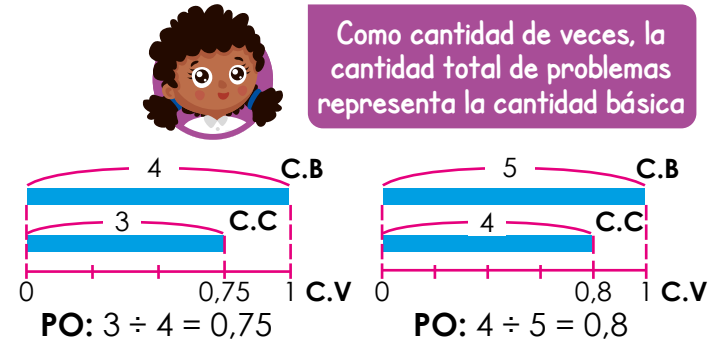 Como cantidad de veces, la
cantidad total de problemas
representa la cantidad básica
4 C.B
3 C.C
0 0,75 1 C.V
PO: 3 ÷ 4 = 0,75
5 C.B
4 C.C
0 0,8 1 C.V
PO: 4 ÷ 5 = 0,8